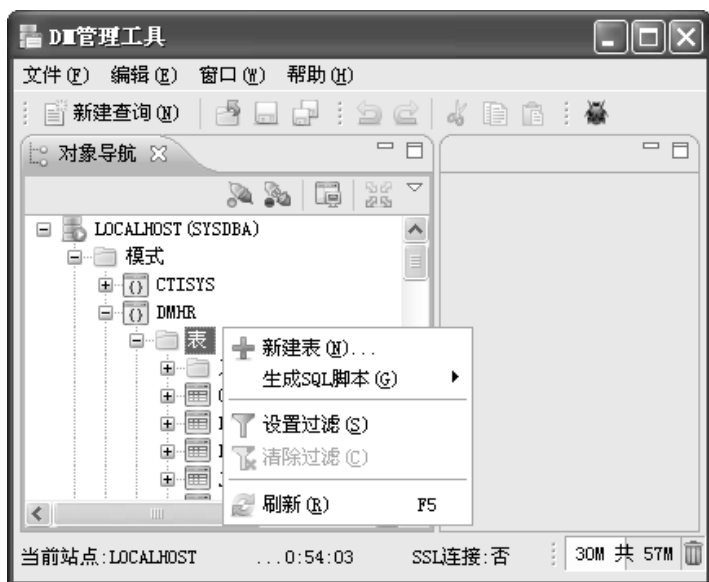 DM管理工具
文件(F) 编辑(E) 窗口(W) 帮助(H)
新建查询(N)
对象导航
LOCALHOST(SYSDBA)
模式
CTISYS
DMHR
表
新建表(N)...
生成SQL脚本(G)
设置过滤(S)
清除过滤(C)
刷新(R) F5
当前站点:LOCALHOST ...0:54:03 SSL连接:否 30M 共 57M